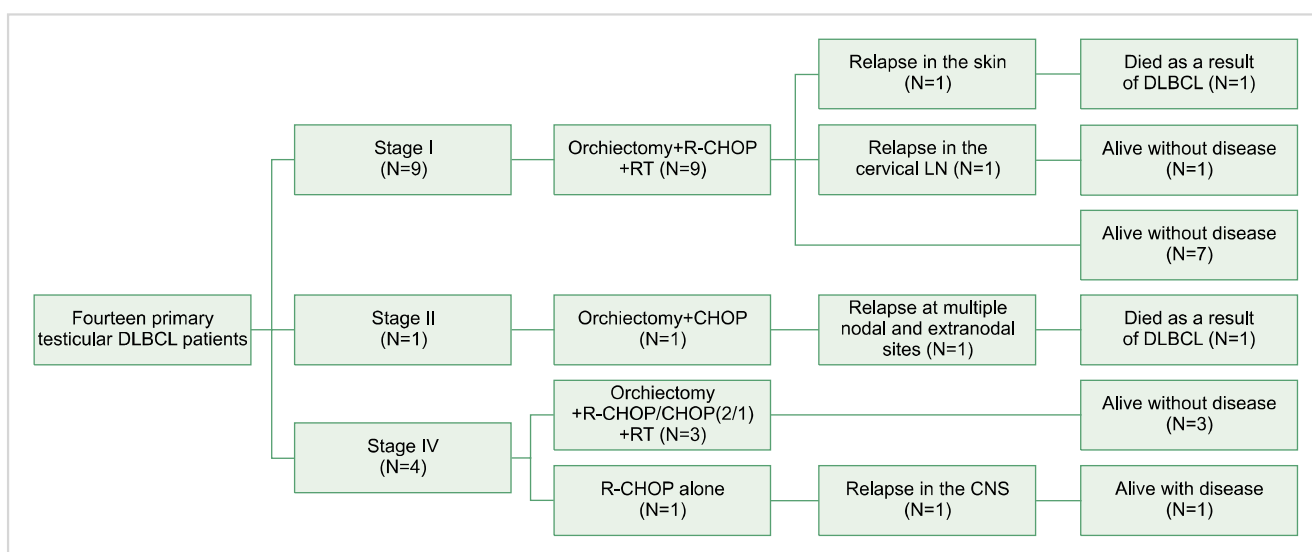 Fourteen primary
testicular DLBCL patients
Stage I
(N=9)
Orchiectomy+R-CHOP
+RT (N=9)
Relapse in the skin
(N=1)
Died as a result
of DLBCL (N=1)
Relapse in the
cervical LN (N=1)
Alive without disease
(N=1)
Alive without disease
(N=7)
Stage II
(N=1)
Orchiectomy+CHOP
(N=1)
Relapse at multiple
nodal and extranodal
sites (N=1)
Died as a result
of DLBCL (N=1)
Stage IV
(N=4)
Orchiectomy
+R-CHOP/CHOP(2/1)
+RT (N=3)
Alive without disease
(N=3)
R-CHOP alone
(N=1)
Relapse in the CNS
(N=1)
Alive with disease
(N=1)